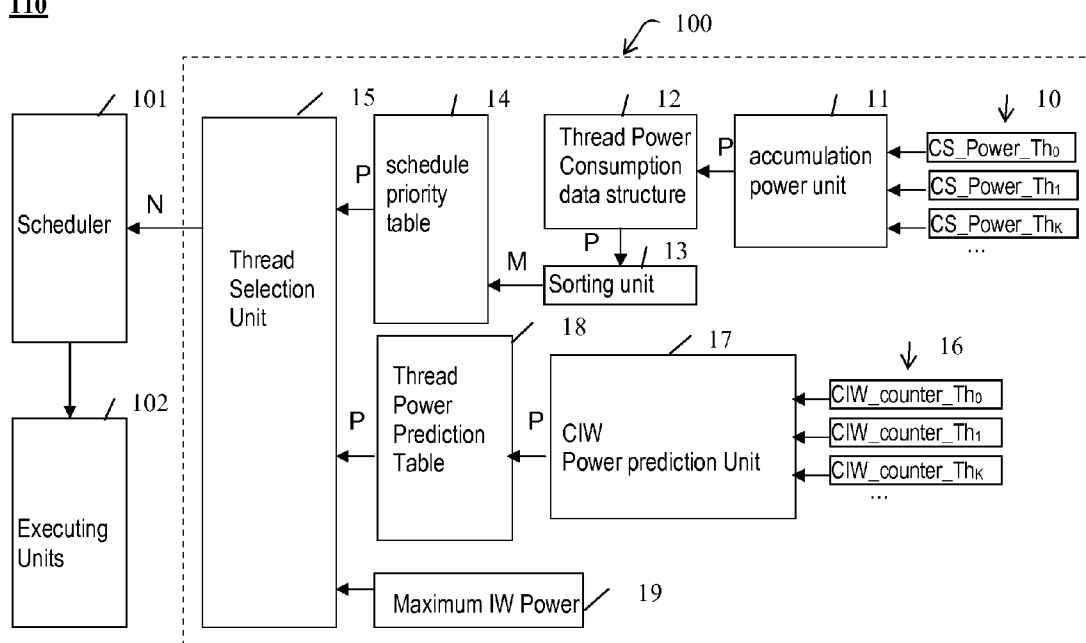 110
100
101
15
14
12
11
10
Scheduler
N
Thread
Selection
Unit
P
schedule
priority
table
Thread Power
Consumption
data structure
P
accumulation
power unit
CS_Power_Th0
CS_Power_Th1
CS_Power_ThK
...
P
13
M
Sorting unit
102
Executing
Units
18
Thread
Power
Prediction
Table
P
P
17
CIW
Power prediction Unit
16
CIW_counter_Th0
CIW_counter_Th1
CIW_counter_ThK
...
Maximum IW Power
19